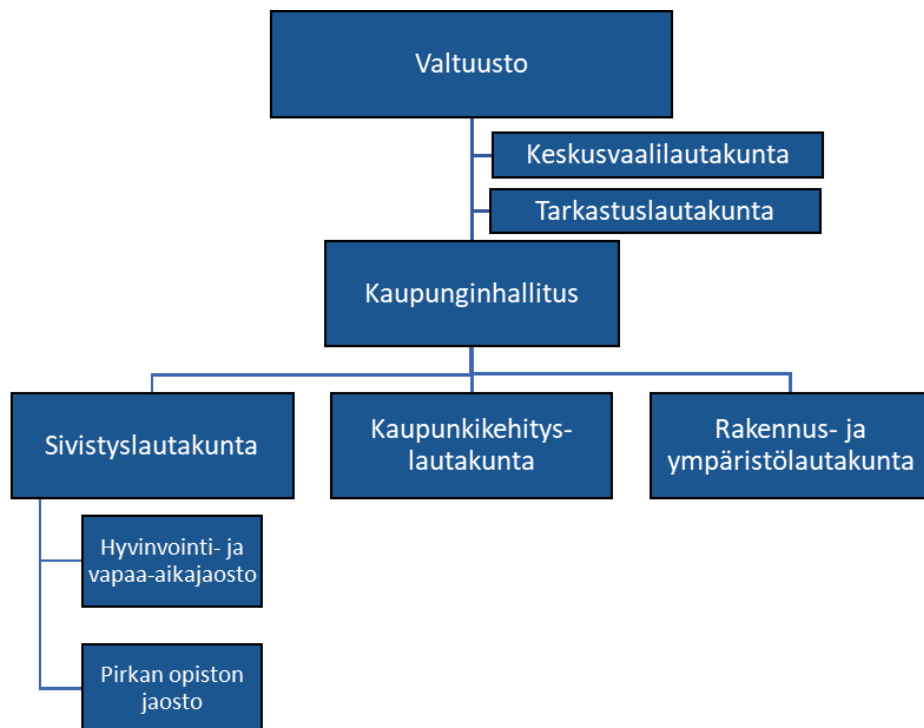 Valtuusto
Keskusvaalilautakunta
Tarkastuslautakunta
Kaupunginhallitus
Sivistyslautakunta
Kaupunkikehitys-
lautakunta
Rakennus- ja
ympäristölautakunta
Hyvinvointi- ja
vapaa-aikajaosto
Pirkan opiston
jaosto